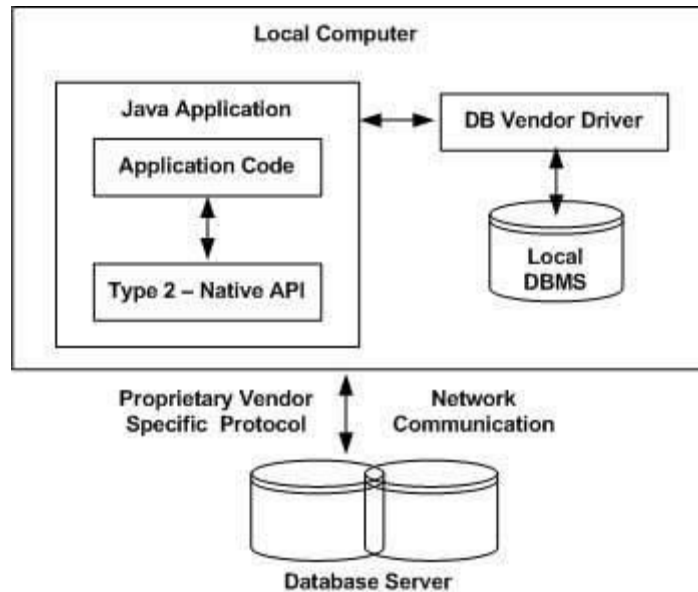 Local Computer
Java Application
DB Vendor Driver
Application Code
Type 2 – Native API
Local
DBMS
Proprietary Vendor
Specific Protocol
Network
Communication
Database Server